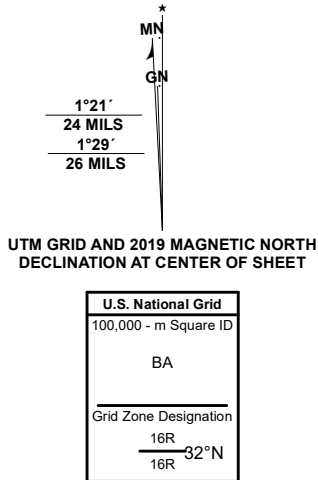 MN
GN
1°21´
24 MILS
1°29´
26 MILS
UTM GRID AND 2019 MAGNETIC NORTH
DECLINATION AT CENTER OF SHEET
U.S. National Grid
100,000 - m Square ID
BA
Grid Zone Designation
16R
32°N
16R